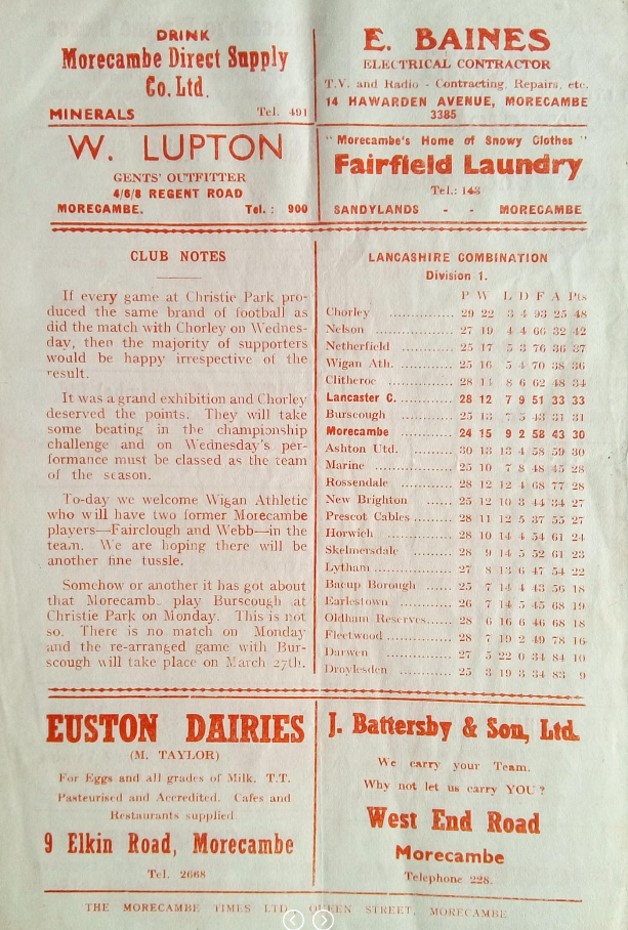 DRINK
Morecambe Direct Supply
Co. Ltd.
MINERALS Tel. 491
E. BAINES
ELECTRICAL CONTRACTOR
T.V. and Radio - Contracting, Repairs, etc.
14 HAWARDEN AVENUE, MORECAMBE
3385
W. LUPTON
GENTS' OUTFITTER
4/6/8 REGENT ROAD
MORECAMBE. Tel. : 900
" Morecambe's Home of Snowy Clothes "
Fairfield Laundry
Tel.: 143
SANDYLANDS - - MORECAMBE
CLUB NOTES
If every game at Christie Park pro-
duced the same brand of football as
did the match with Chorley on Wednes-
day, then the majority of supporters
would be happy irrespective of the
result.
It was a grand exhibition and Chorley
deserved the points. They will take
some beating in the championship
challenge and on Wednesday's per-
formance must be classed as the team
of the season.
To-day we welcome Wigan Athletic
who will have two former Morecambe
players—Fairclough and Webb—in the
team. We are hoping there will be
another fine tussle.
Somehow or another it has got about
that Morecamb. play Burscough at
Christie Park on Monday. This is not
so. There is no match on Monday
and the re-arranged game with Bur-
scough will take place on March 27th.
LANCASHIRE COMBINATION
Division 1.
P W L D F A Pts
Chorley ............... 29 22 3 4 93 25 48
Nelson ............... 27 19 4 4 66 32 42
Netherfield ............ 25 17 5 3 76 36 37
Wigan Ath. ............ 25 16 5 4 70 38 36
Clitheroe ............ 28 14 8 6 62 48 34
Lancaster C. ............ 28 12 7 9 51 33 33
Burscough ............ 25 13 7 5 43 31 31
Morecambe ............ 24 15 9 2 58 43 30
Ashton Utd. ............ 30 13 13 4 58 59 30
Marine ............ 25 10 7 8 48 45 28
Rossendale ............ 28 12 12 4 68 77 28
New Brighton ...... 25 12 10 3 44 34 27
Prescot Cables ......... 28 11 12 5 37 55 27
Horwich ............ 28 10 14 4 54 61 24
Skelmersdale ......... 28 9 14 5 52 61 23
Lytham ............... 27 8 13 6 47 54 22
Bacup Borough ...... 25 7 14 4 43 56 18
Earlestown ......... 26 7 14 5 45 68 19
Oldham Reserves...... 28 6 16 6 46 68 18
Fleetwood ............ 28 7 19 2 49 78 16
Darwen ............ 27 5 22 0 34 84 10
Droylesden ......... 25 3 19 3 34 83 9
EUSTON DAIRIES
(M. TAYLOR)
For Eggs and all grades of Milk. T.T.
Pasteurised and Accredited. Cafes and
Restaurants supplied
9 Elkin Road, Morecambe
Tel. 2668
J. Battersby & Son, Ltd.
We carry your Team.
Why not let us carry YOU ?
West End Road
Morecambe
Telephone 228.
THE MORECAMBE TIMES LTD. QUEEN STREET, MORECAMBE